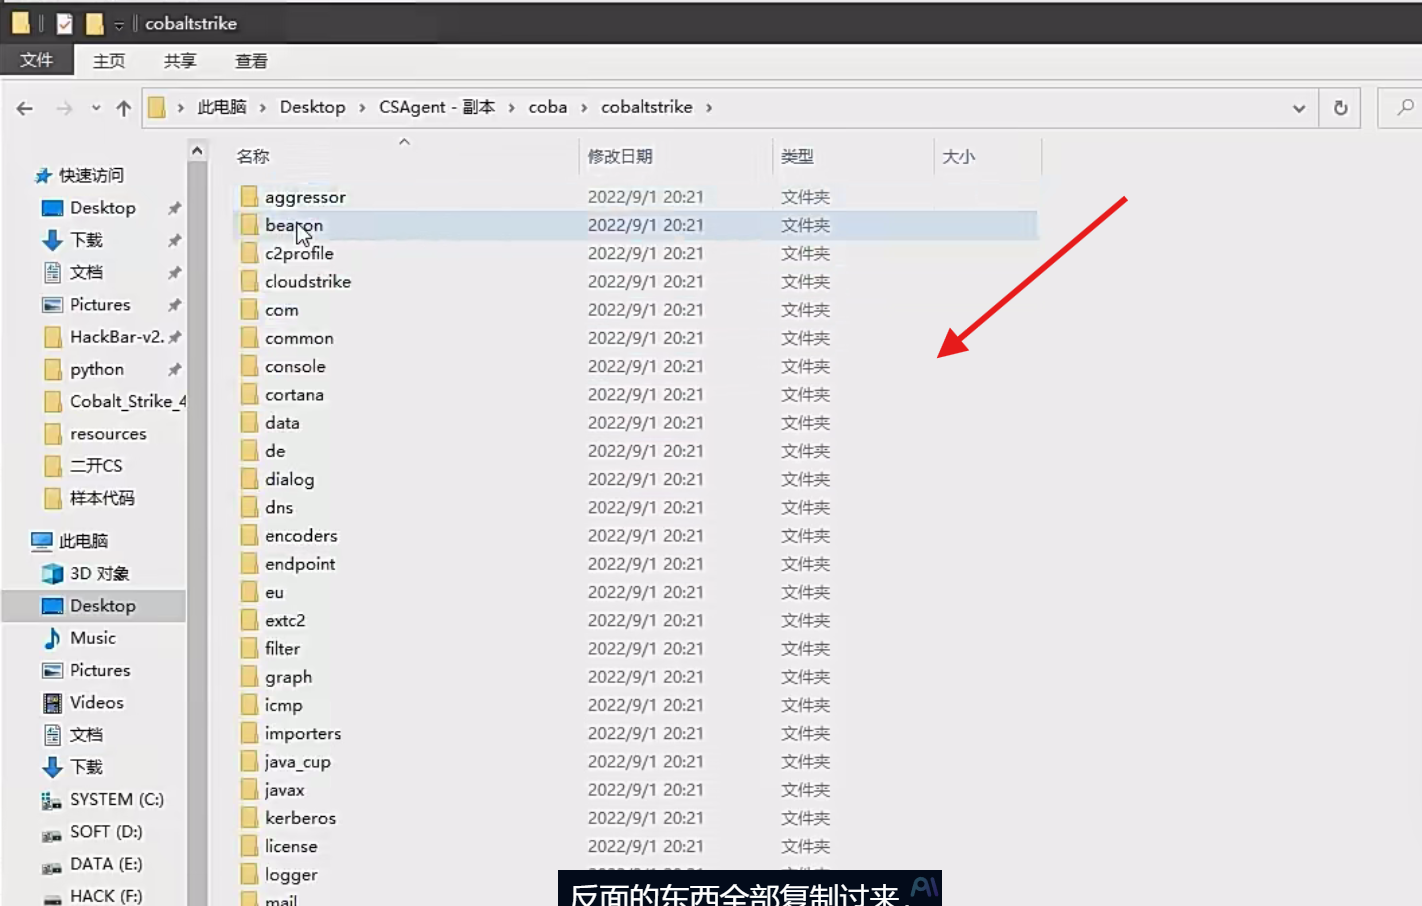 cobaltstrike
文件 主页 共享 查看
此电脑 Desktop CSAgent - 副本 coba cobaltstrike
名称 修改日期 类型 大小
快速访问
Desktop
下载
文档
Pictures
HackBar-v2.
python
Cobalt_Strike_4
resources
二开CS
样本代码
此电脑
3D 对象
Desktop
Music
Pictures
Videos
文档
下载
SYSTEM (C:)
SOFT (D:)
DATA (E:)
HACK (F:)
aggressor 2022/9/1 20:21 文件夹
beacon 2022/9/1 20:21 文件夹
c2profile 2022/9/1 20:21 文件夹
cloudstrike 2022/9/1 20:21 文件夹
com 2022/9/1 20:21 文件夹
common 2022/9/1 20:21 文件夹
console 2022/9/1 20:21 文件夹
cortana 2022/9/1 20:21 文件夹
data 2022/9/1 20:21 文件夹
de 2022/9/1 20:21 文件夹
dialog 2022/9/1 20:21 文件夹
dns 2022/9/1 20:21 文件夹
encoders 2022/9/1 20:21 文件夹
endpoint 2022/9/1 20:21 文件夹
eu 2022/9/1 20:21 文件夹
extc2 2022/9/1 20:21 文件夹
filter 2022/9/1 20:21 文件夹
graph 2022/9/1 20:21 文件夹
icmp 2022/9/1 20:21 文件夹
importers 2022/9/1 20:21 文件夹
java_cup 2022/9/1 20:21 文件夹
javax 2022/9/1 20:21 文件夹
kerberos 2022/9/1 20:21 文件夹
license 2022/9/1 20:21 文件夹
logger
mail
反面的东西全部复制过来,
AI